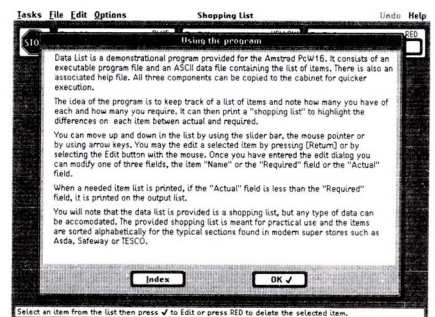 Tasks File Edit Options Shopping List Undo Help
STO BLUE YELLOW RED
Using the program
Data List is a demonstrational program provided for the Amstrad PcW16. It consists of an
executable program file and an ASCII data file containing the list of items. There is also an
associated help file. All three components can be copied to the cabinet for quicker
execution.
The idea of the program is to keep track of a list of items and note how many you have of
each and how many you require. It can then print a "shopping list" to highlight the
differences on each item betwen actual and required.
You can move up and down in the list by using the slider bar, the mouse pointer or
by using arrow keys. You may the edit a selected item by pressing [Return] or by
selecting the Edit button with the mouse. Once you have entered the edit dialog you
can modify one of three fields, the item "Name" or the "Required" field or the "Actual"
field.
When a needed item list is printed, if the "Actual" field is less than the "Required"
field, it is printed on the output list.
You will note that the data list is provided is a shopping list, but any type of data can
be accomodated. The provided shopping list is meant for practical use and the items
are sorted alphabetically for the typical sections found in modern super stores such as
Asda, Safeway or TESCO.
Index OK ✓
Select an item from the list then press ✓ to Edit or press RED to delete the selected item.